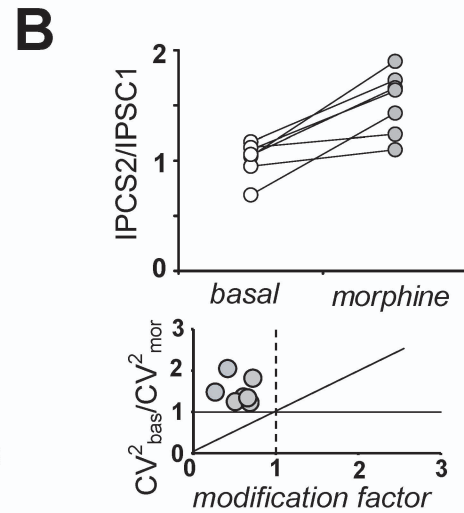 B
IPCS2/IPSC1
2
1
0
basal morphine
CV²bas/CV²mor
3
2
1
0
0 1 2 3
modification factor